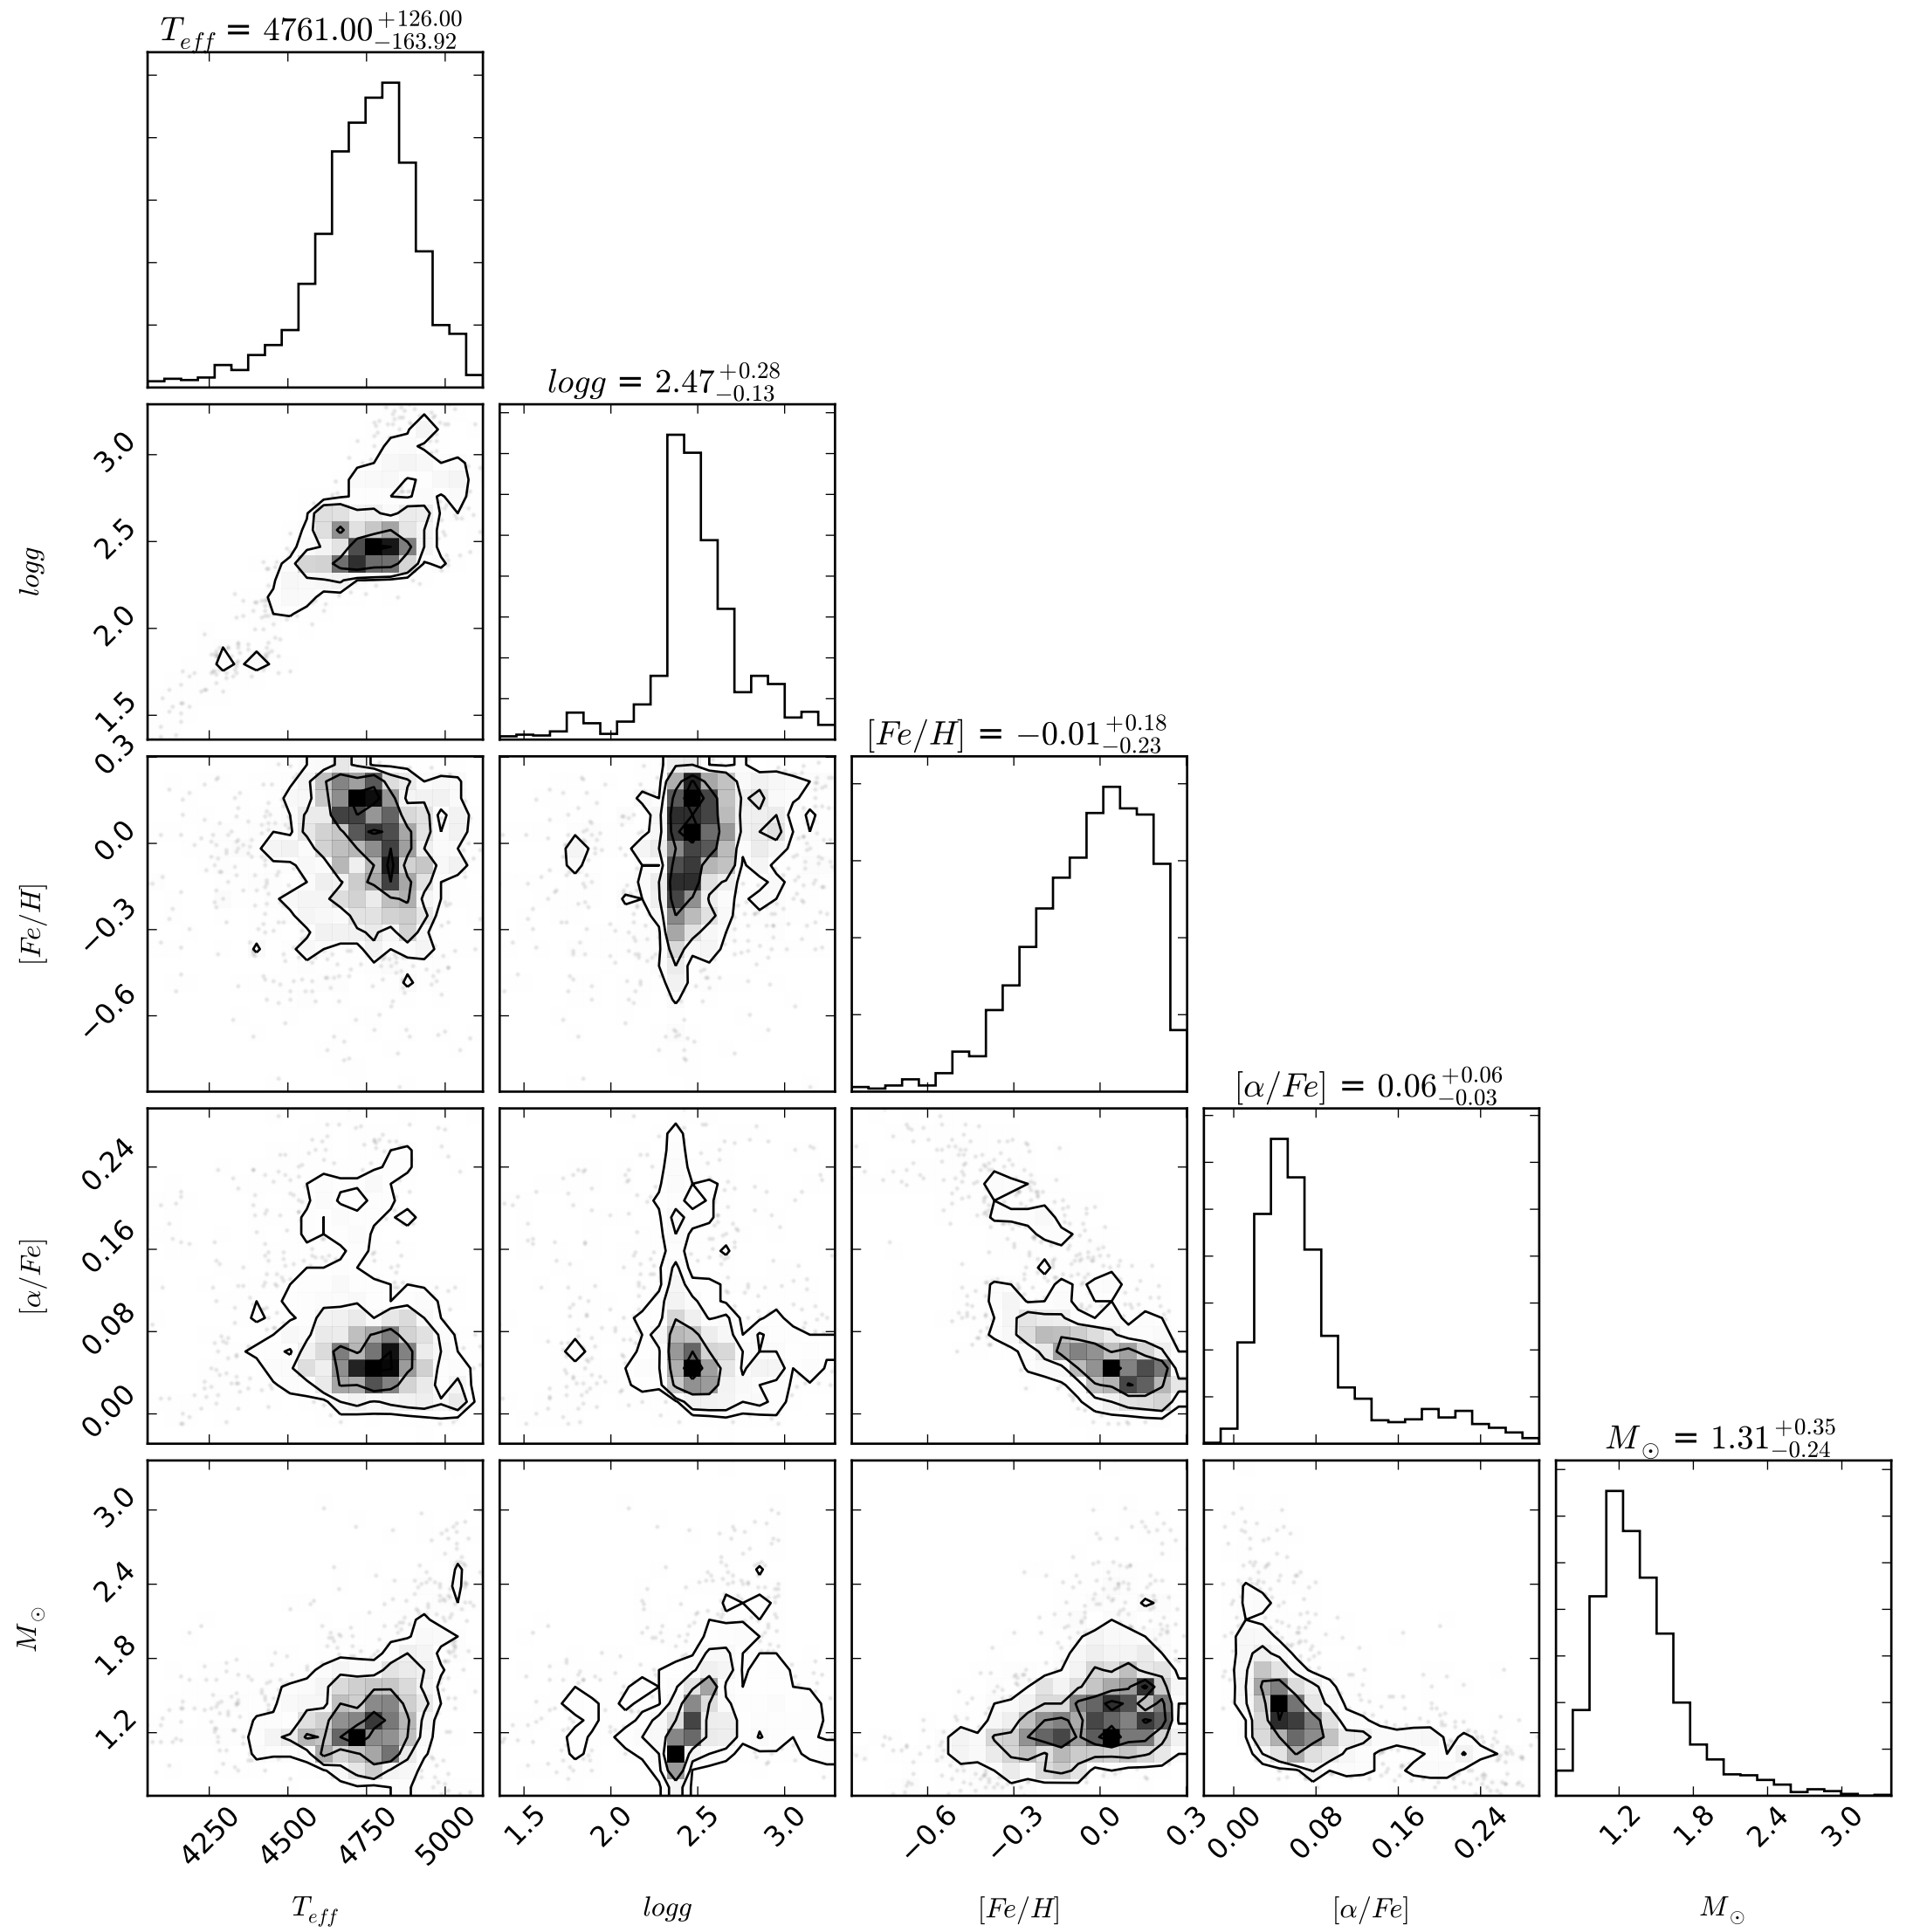 T_eff = 4761.00 +126.00 −163.92
logg = 2.47 +0.28 −0.13
3.0
2.5
2.0
1.5
logg
[Fe/H] = −0.01 +0.18 −0.23
0.3
0.0
−0.3
−0.6
[Fe/H]
[α/Fe] = 0.06 +0.06 −0.03
0.24
0.16
0.08
0.00
[α/Fe]
M⊙ = 1.31 +0.35 −0.24
3.0
2.4
1.8
1.2
M⊙
4250 4500 4750 5000 1.5 2.0 2.5 3.0 −0.6 −0.3 0.0 0.3 0.00 0.08 0.16 0.24 1.2 1.8 2.4 3.0
T_eff logg [Fe/H] [α/Fe] M⊙